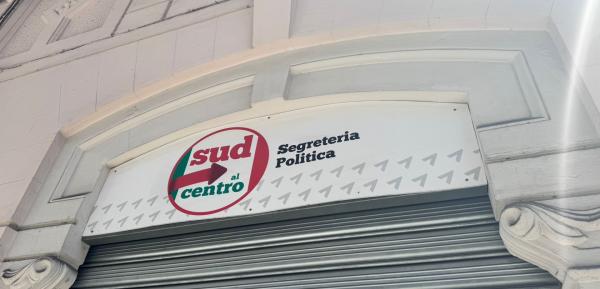 sud
al
centro
Segreteria
Politica